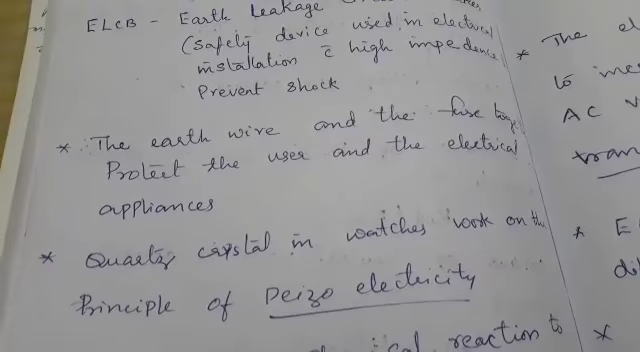 ELCB - Earth Leakage
(Safety device used in electrical
installation c̄ high impedence
Prevent shock
* The earth wire and the fuse
Protect the user and the electrical
appliances
* Quartz crystal in watches work on the
Principle of Peizo electricity
reaction to
* The
to
AC
*
*